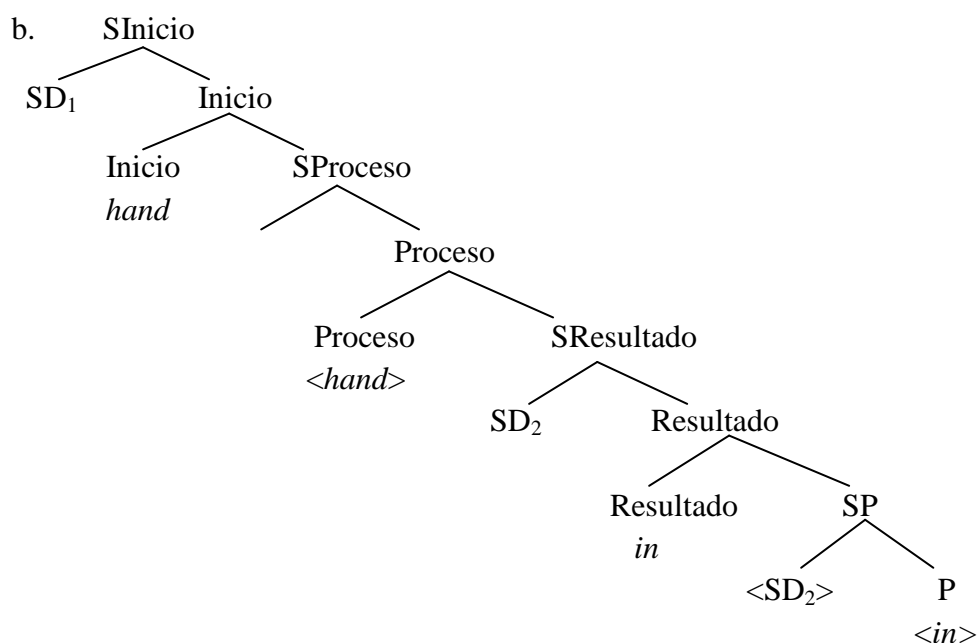 b. SInicio
SD₁ Inicio
Inicio SProceso
hand
Proceso
Proceso SResultado
<hand>
SD₂ Resultado
Resultado SP
in
<SD₂> P
<in>